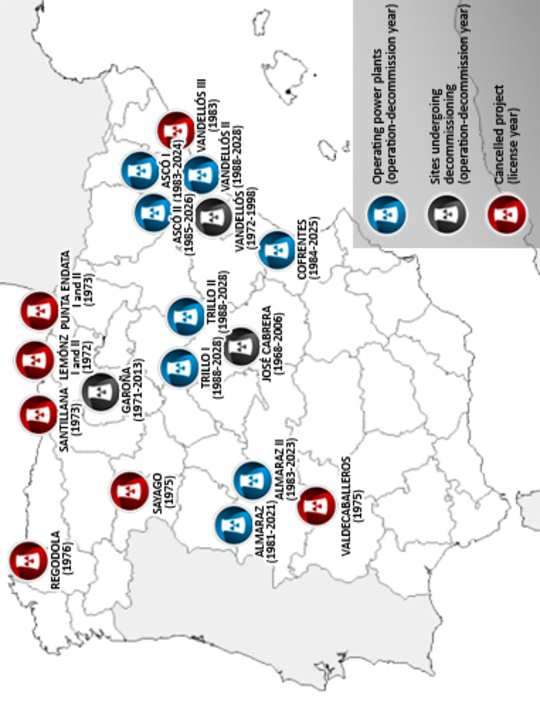 REGODOLA
(1976)
SANTILLANA
(1973)
LEMÓNZ
I and II
(1972)
PUNTA ENDATA
I and II
(1973)
GAROÑA
(1971-2013)
SAYAGO
(1975)
ASCÓ I
(1983-2024)
ASCÓ II
(1985-2026)
VANDELLÓS III
(1983)
VANDELLÓS II
(1988-2028)
VANDELLÓS
(1972-1998)
TRILLO I
(1988-2028)
TRILLO II
(1988-2028)
JOSÉ CABRERA
(1968-2006)
COFRENTES
(1984-2025)
ALMARAZ
(1981-2021)
ALMARAZ II
(1983-2023)
VALDECABALLEROS
(1975)
Operating power plants
(operation-decommission year)
Sites undergoing
decommissioning
(operation-decommission year)
Cancelled project
(license year)